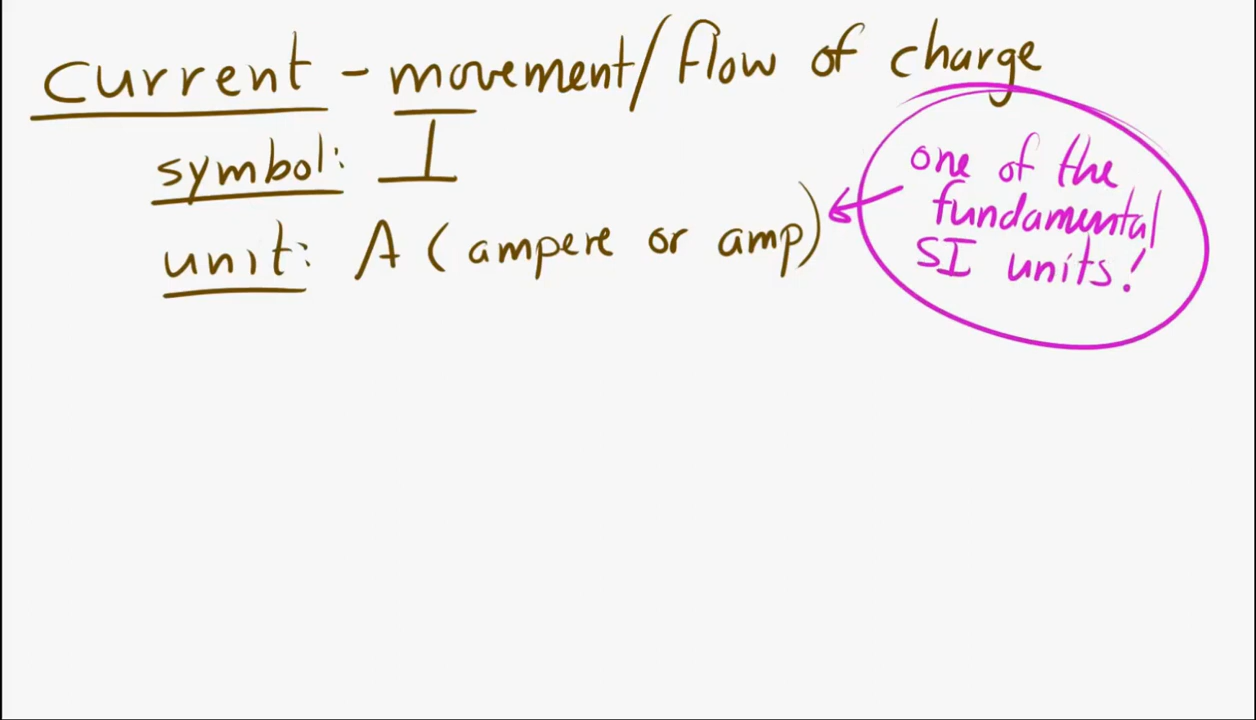 current - movement/flow of charge
symbol: I
unit: A (ampere or amp)
one of the
fundamental
SI units!